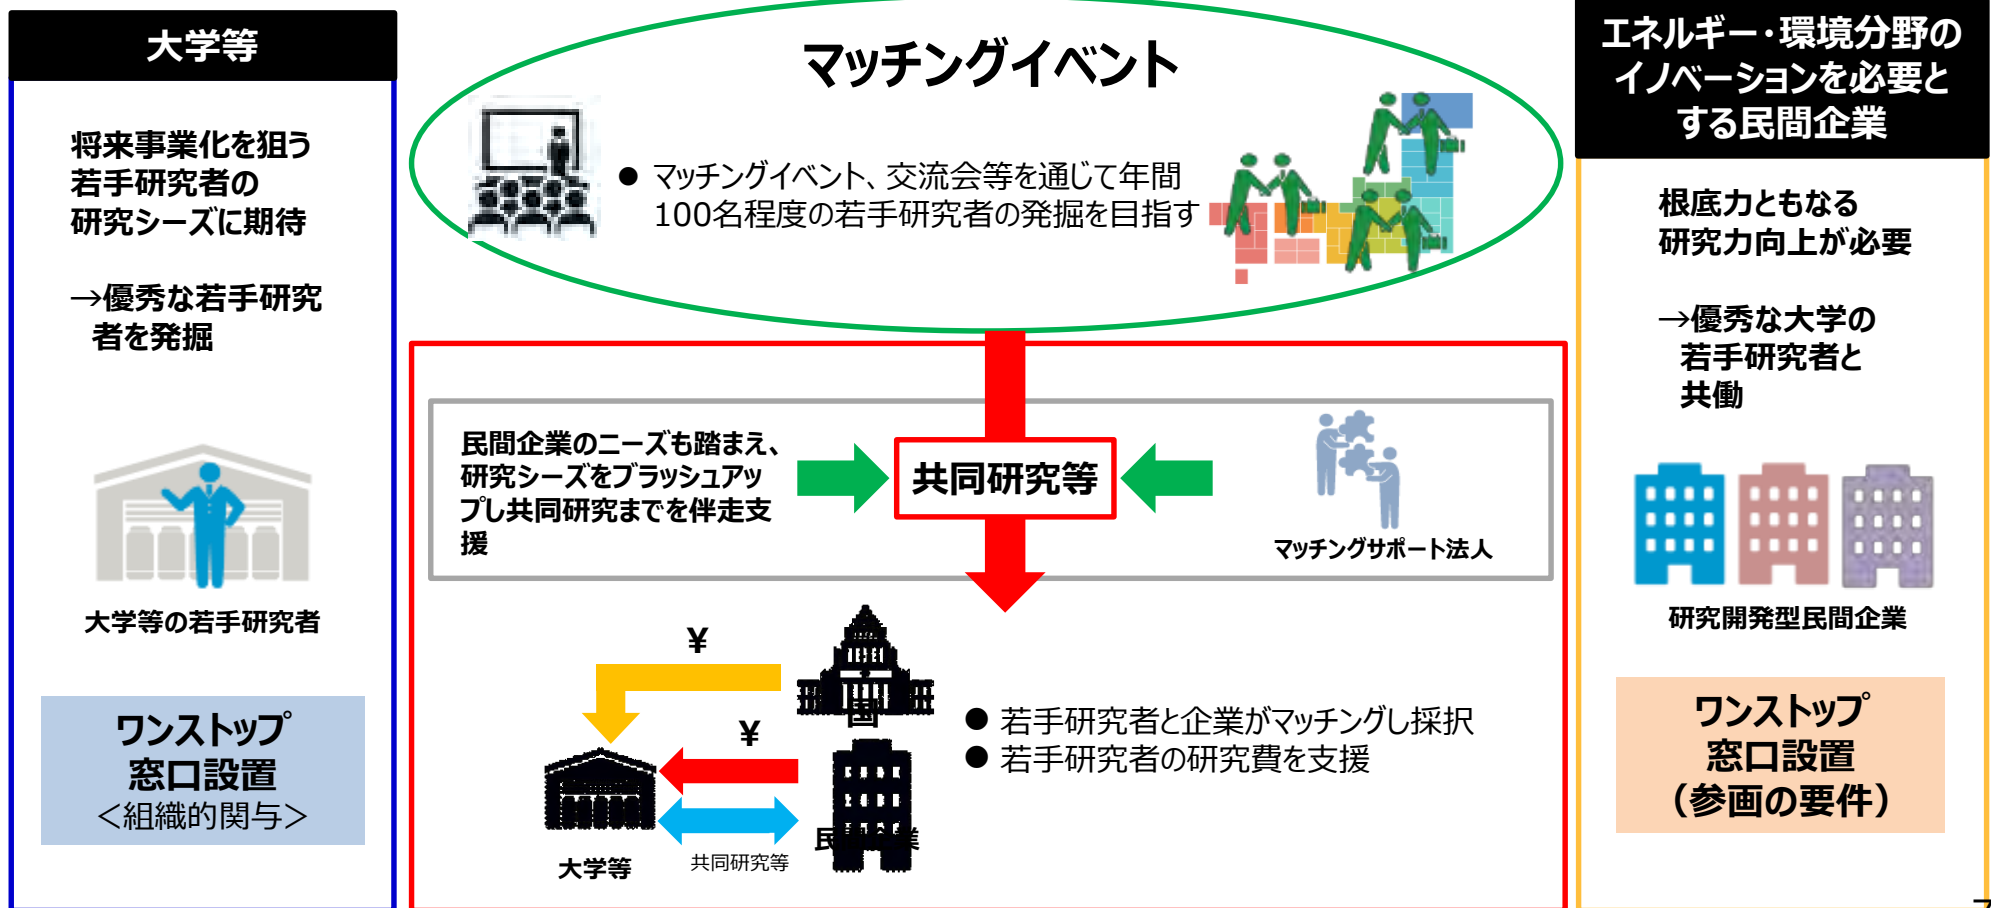 大学等
将来事業化を狙う
若手研究者の
研究シーズに期待
→優秀な若手研究
者を発掘
大学等の若手研究者
ワンストップ
窓口設置
＜組織的関与＞
マッチングイベント
● マッチングイベント、交流会等を通じて年間
100名程度の若手研究者の発掘を目指す
民間企業のニーズも踏まえ、
研究シーズをブラッシュアッ
プし共同研究までを伴走支
援
共同研究等
マッチングサポート法人
¥
国
¥
大学等
共同研究等
民間企業
● 若手研究者と企業がマッチングし採択
● 若手研究者の研究費を支援
エネルギー・環境分野の
イノベーションを必要と
する民間企業
根底力ともなる
研究力向上が必要
→優秀な大学の
若手研究者と
共働
研究開発型民間企業
ワンストップ
窓口設置
（参画の要件）